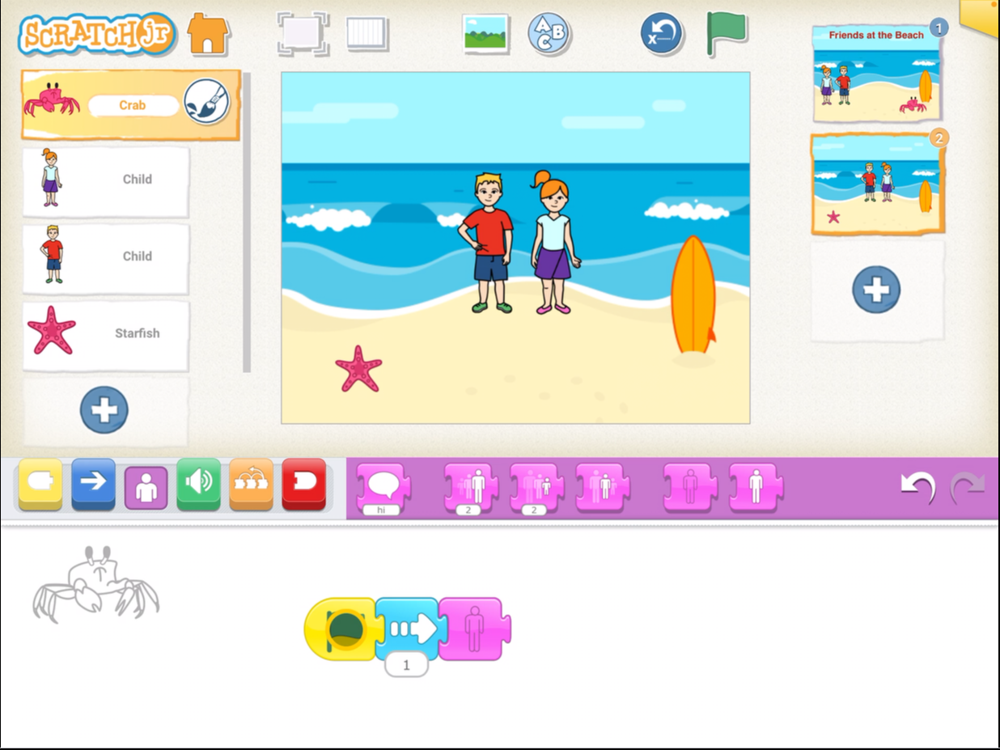 SCRATCHJr
A B
C
X
1
Friends at the Beach
Crab
Child
2
Child
Starfish
hi
2
2
1